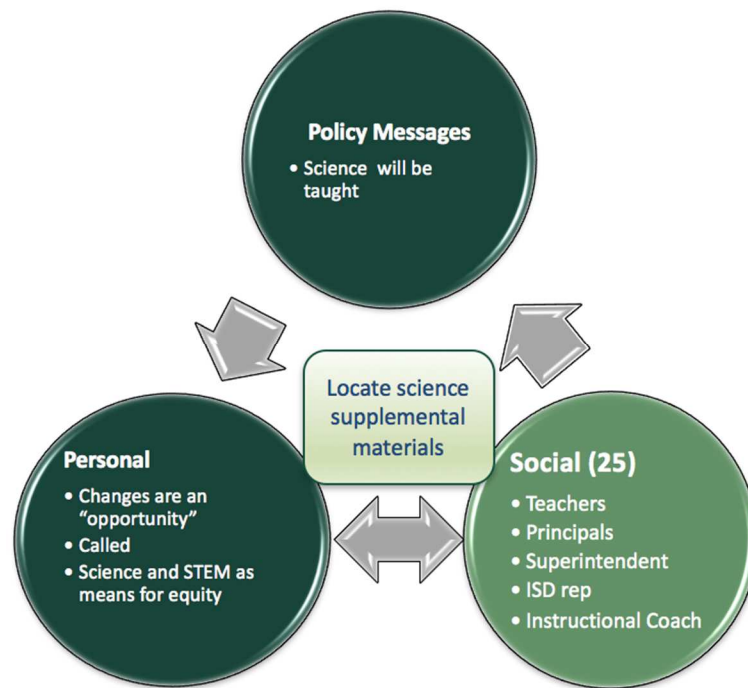 Policy Messages
• Science will be
taught
Locate science
supplemental
materials
Personal
• Changes are an
“opportunity”
• Called
• Science and STEM as
means for equity
Social (25)
• Teachers
• Principals
• Superintendent
• ISD rep
• Instructional Coach